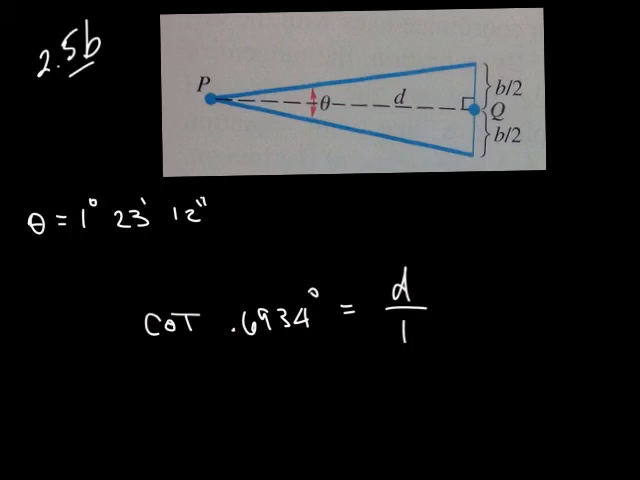 2.5b
P θ d Q b/2
b/2
θ = 1° 23' 12"
COT .6934° = d/1